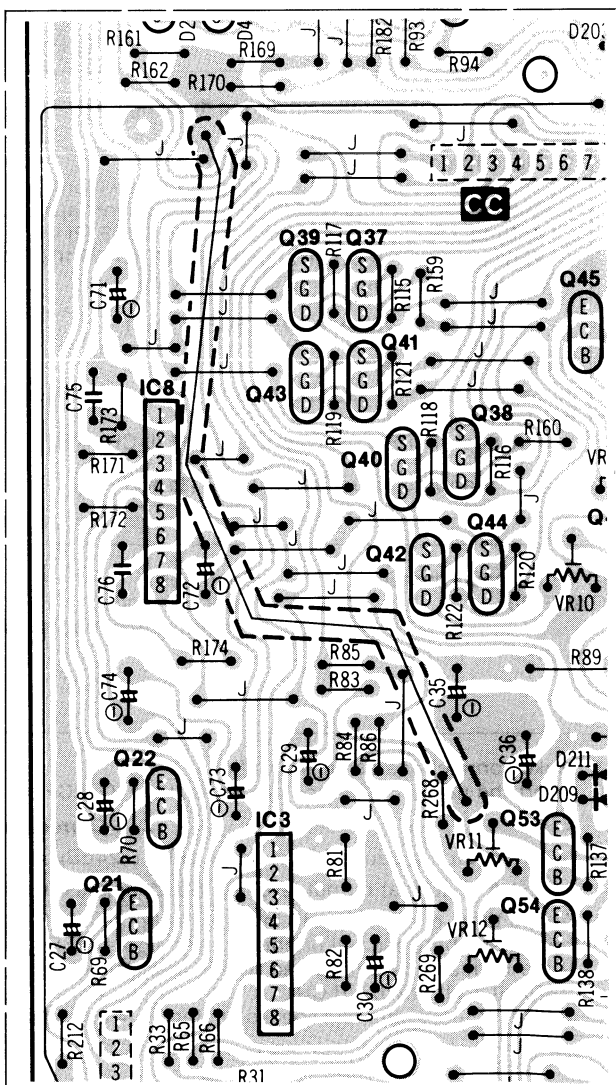 R161
D2
D4
R169
J
J
R182
R93
D20
R162
R170
R94
J
J
J
J
J
1 2 3 4 5 6 7
CC
Q39 R117 Q37
S G D
S G D
R115
R159
Q45
E C B
C71
J
J
J
J
J
J
Q41
S G D
S G D
R121
J
J
Q43
R119
C75
R173
IC8
1
2
3
4
5
6
7
8
R171
R172
C76
C72
J
J
J
J
J
J
J
Q40
S G D
R118
Q38
S G D
R116
R160
J
VR
Q4
Q42
S G D
R122
Q44
S G D
R120
VR10
R174
R85
R83
R89
C74
J
J
J
C35
C29
R84
R86
C36
D211
D209
Q22
E C B
C28
R70
C73
J
R268
Q53
E C B
VR11
R137
IC3
1
2
3
4
5
6
7
8
R81
J
J
Q21
E C B
C27
R69
VR12
Q54
E C B
R138
R82
C30
R269
R212
1
2
3
R33
R65
R66
R31
J
J
J